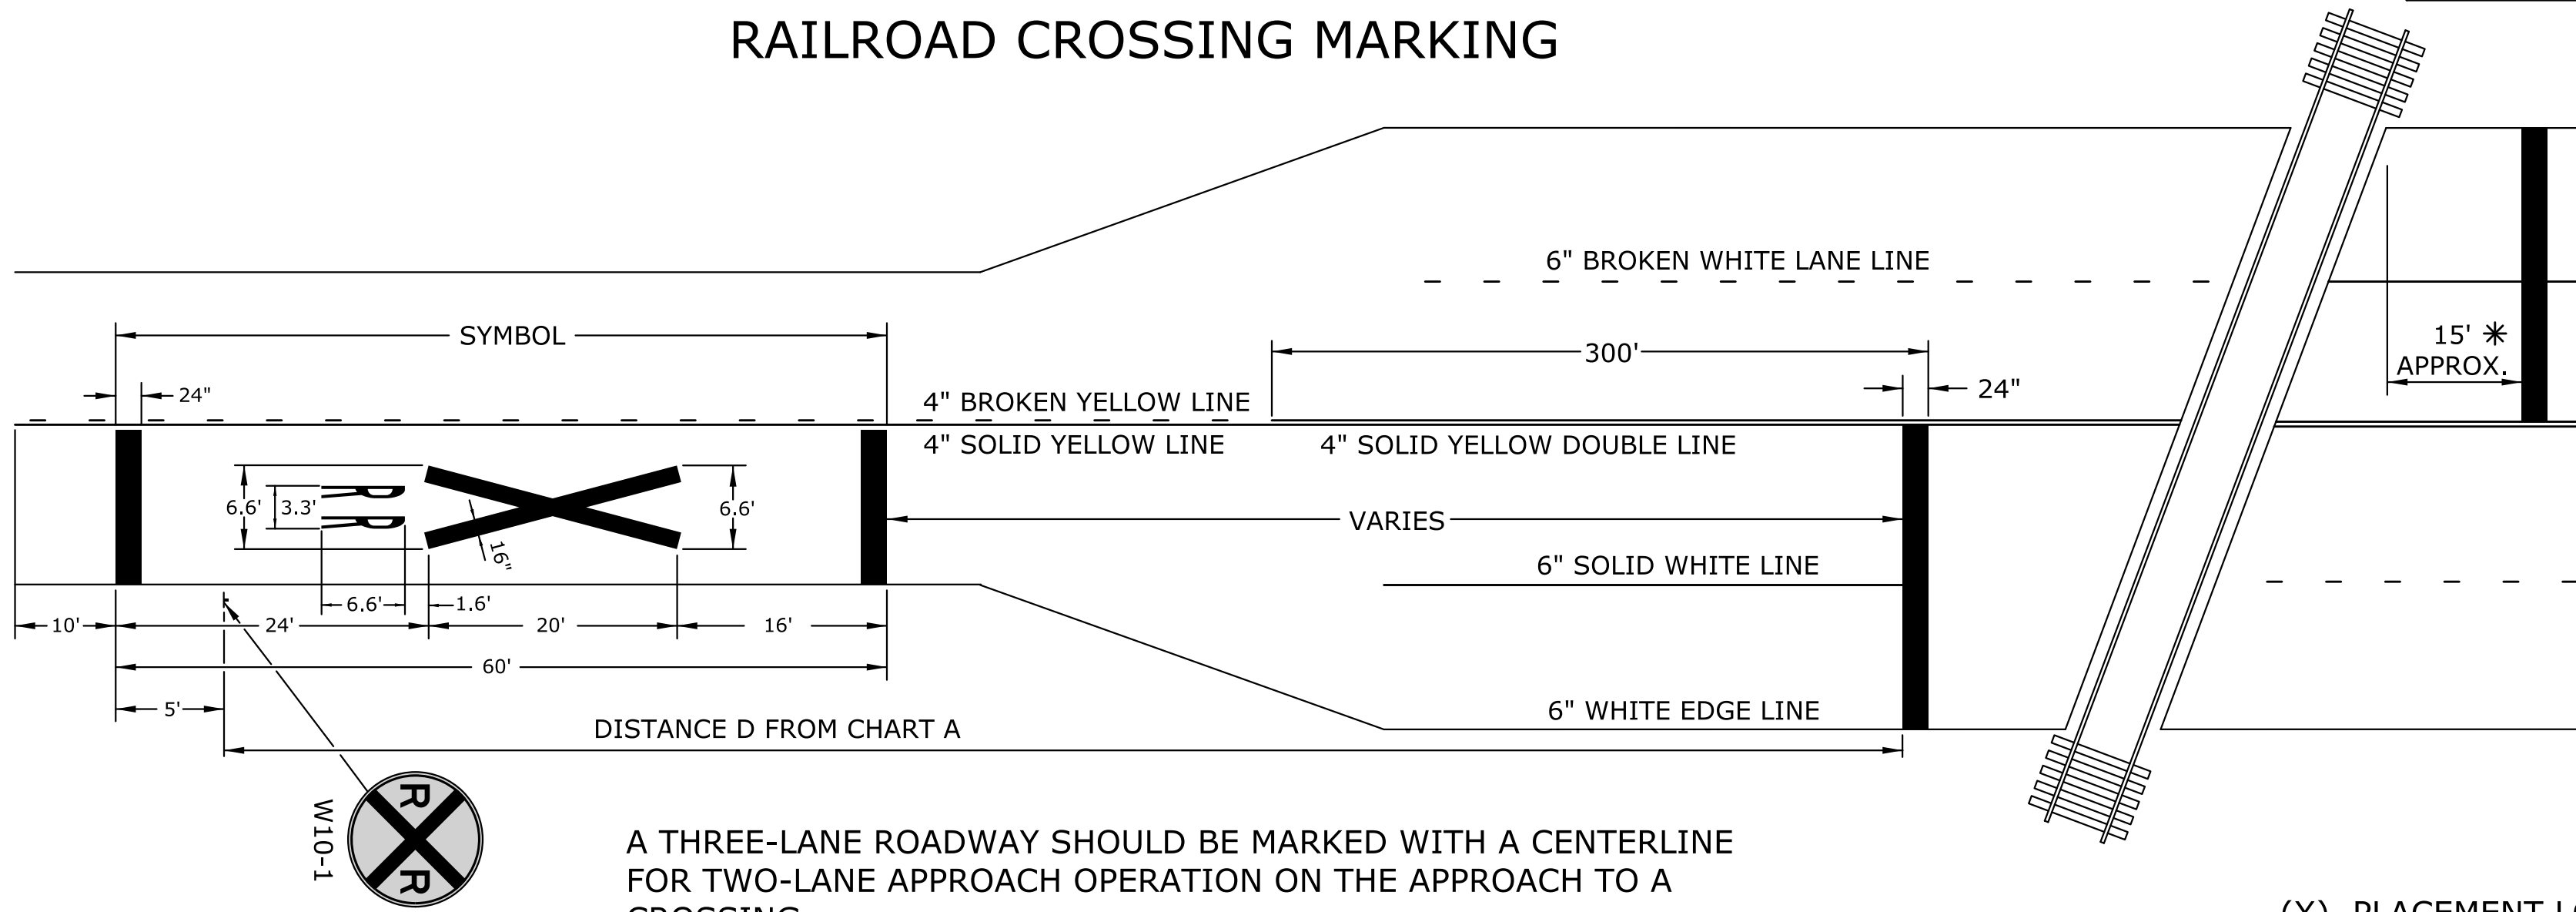 RAILROAD CROSSING MARKING
6" BROKEN WHITE LANE LINE
SYMBOL
300'
15' *
APPROX.
24"
24"
4" BROKEN YELLOW LINE
4" SOLID YELLOW LINE
4" SOLID YELLOW DOUBLE LINE
6.6'
3.3'
6.6'
16"
VARIES
6" SOLID WHITE LINE
6.6'
1.6'
10'
24'
20'
16'
60'
5'
6" WHITE EDGE LINE
DISTANCE D FROM CHART A
W10-1
R
R
A THREE-LANE ROADWAY SHOULD BE MARKED WITH A CENTERLINE
FOR TWO-LANE APPROACH OPERATION ON THE APPROACH TO A
CROSSING
(X) PLACEMENT